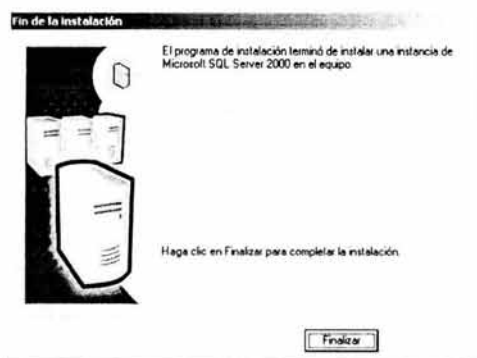 Fin de la instalación
El programa de instalación terminó de instalar una instancia de
Microsoft SQL Server 2000 en el equipo.
Haga clic en Finalizar para completar la instalación.
Finalizar